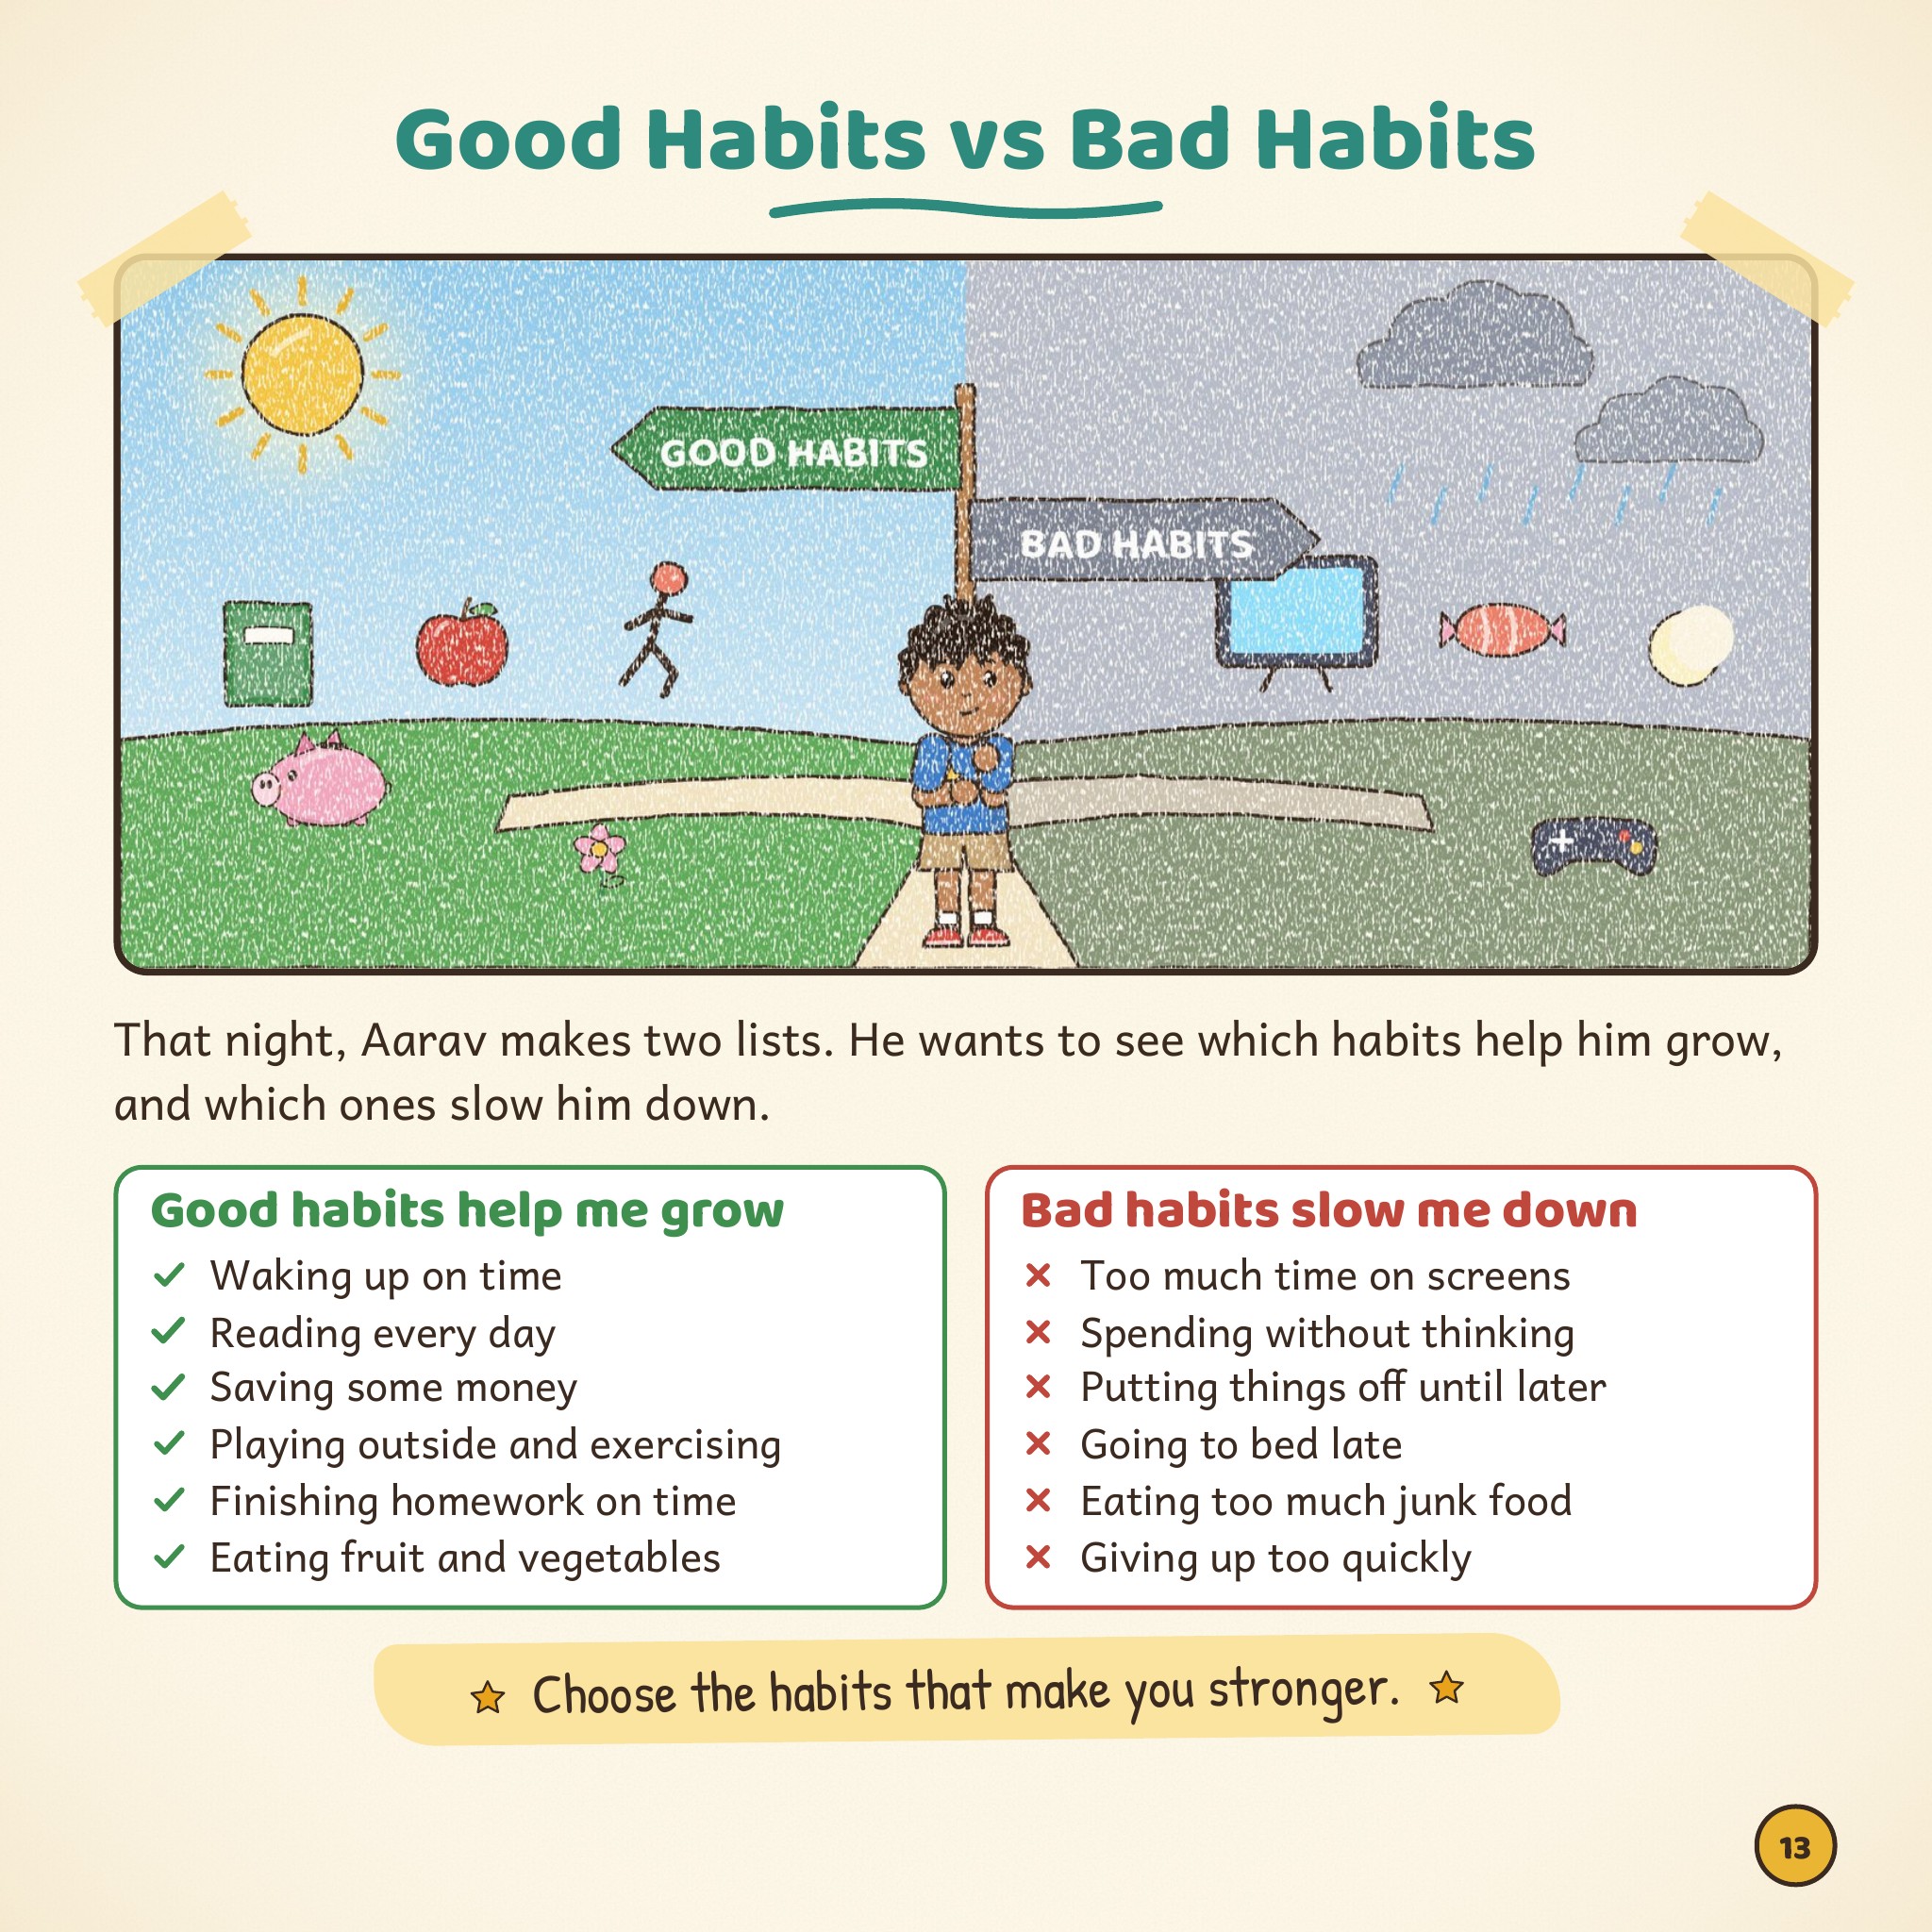 Good Habits vs Bad Habits
GOOD HABITS
BAD HABITS
That night, Aarav makes two lists. He wants to see which habits help him grow,
and which ones slow him down.
Good habits help me grow
Waking up on time
Reading every day
Saving some money
Playing outside and exercising
Finishing homework on time
Eating fruit and vegetables
Bad habits slow me down
Too much time on screens
Spending without thinking
Putting things off until later
Going to bed late
Eating too much junk food
Giving up too quickly
Choose the habits that make you stronger.
13